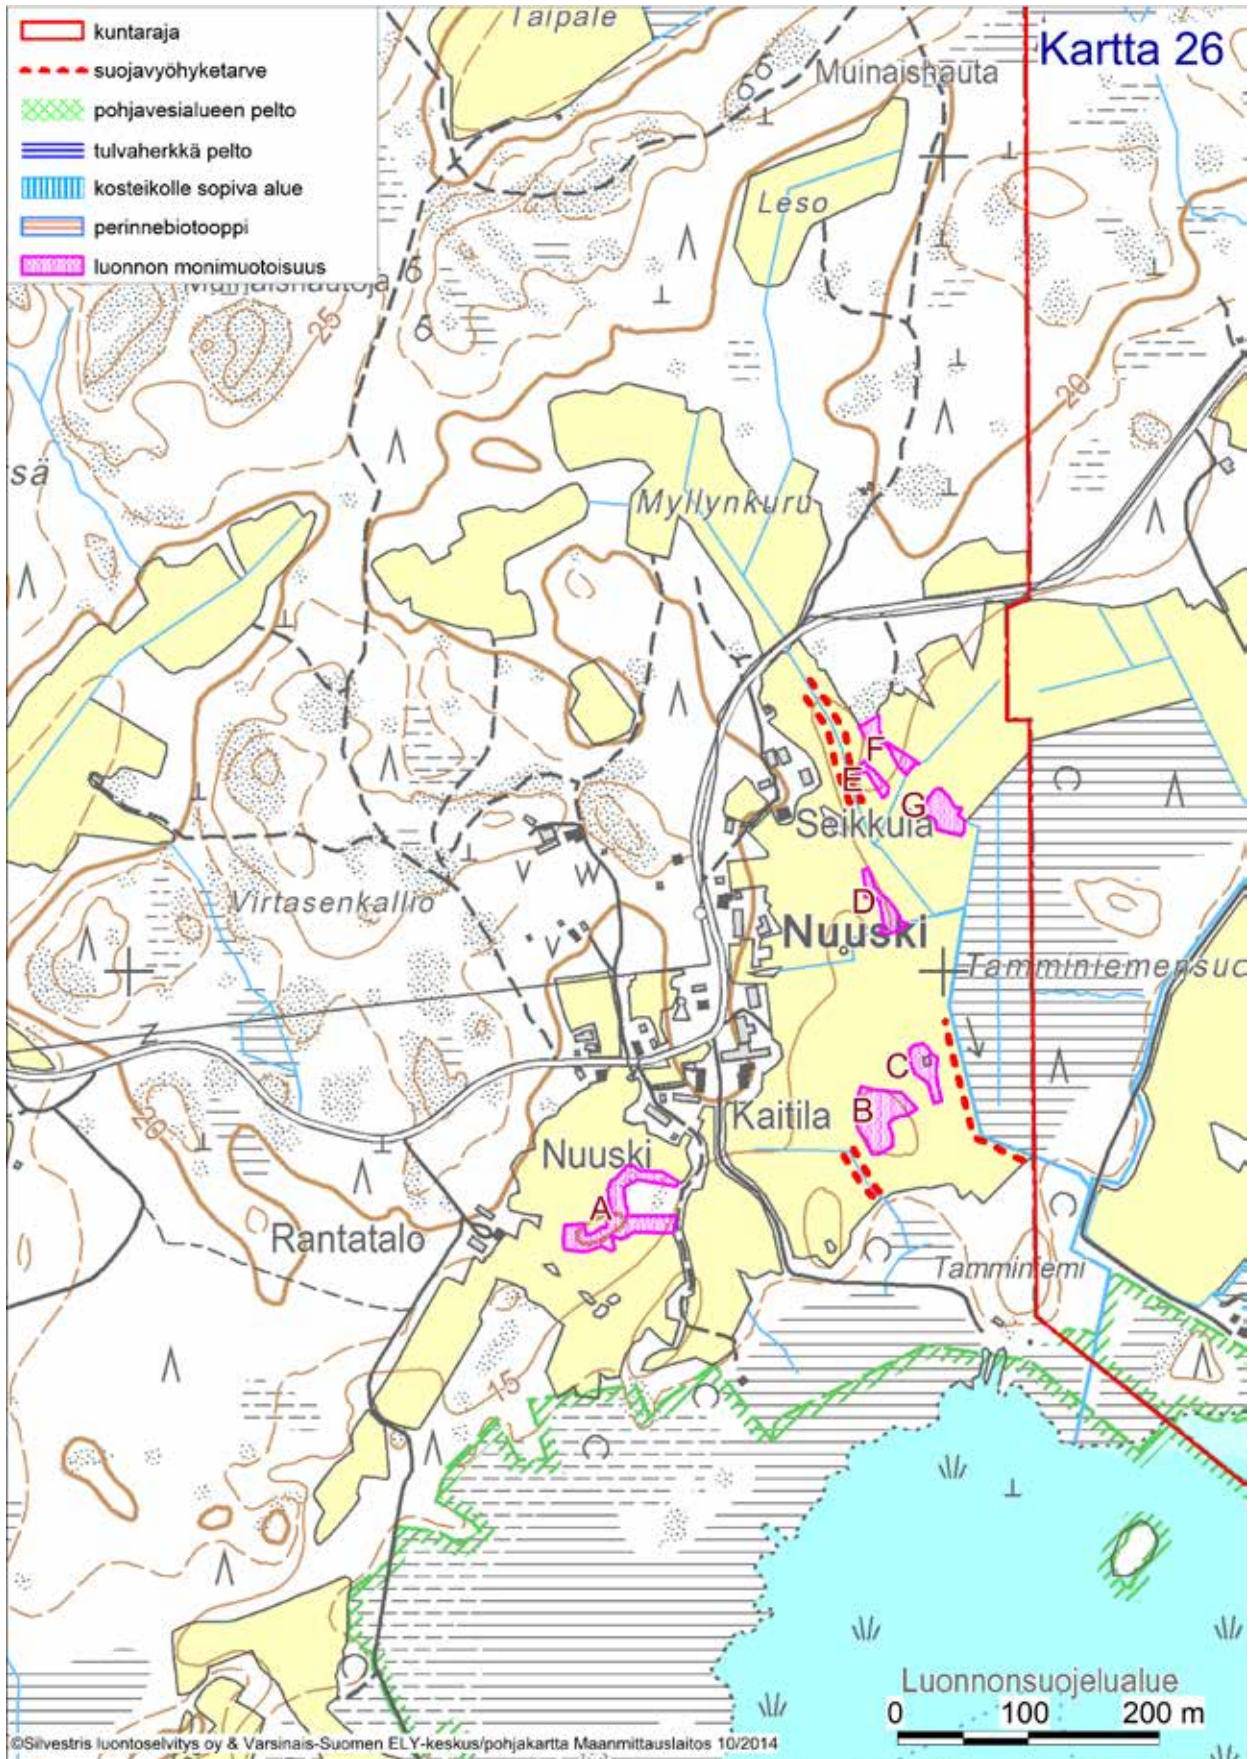 kuntaraja
suojavyöhyketarve
pohjavesialueen pelto
tulvaherkkä pelto
kosteikolle sopiva alue
perinnebiotooppi
luonnon monimuotoisuus
Kartta 26
Taipale
Muinaishauta
Leso
Muinaishautoja
25
20
sä
Myllynkuru
F
E
G
Seikkula
Virtasenkallio
D
Nuuski
Tamminiemensuo
Z
C
B
20
Kaitila
Nuuski
A
Rantatalo
Tamminiemi
15
Luonnonsuojelualue
0 100 200 m
©Silvestris luontoselvitys oy & Varsinais-Suomen ELY-keskus/pohjakartta Maanmittauslaitos 10/2014